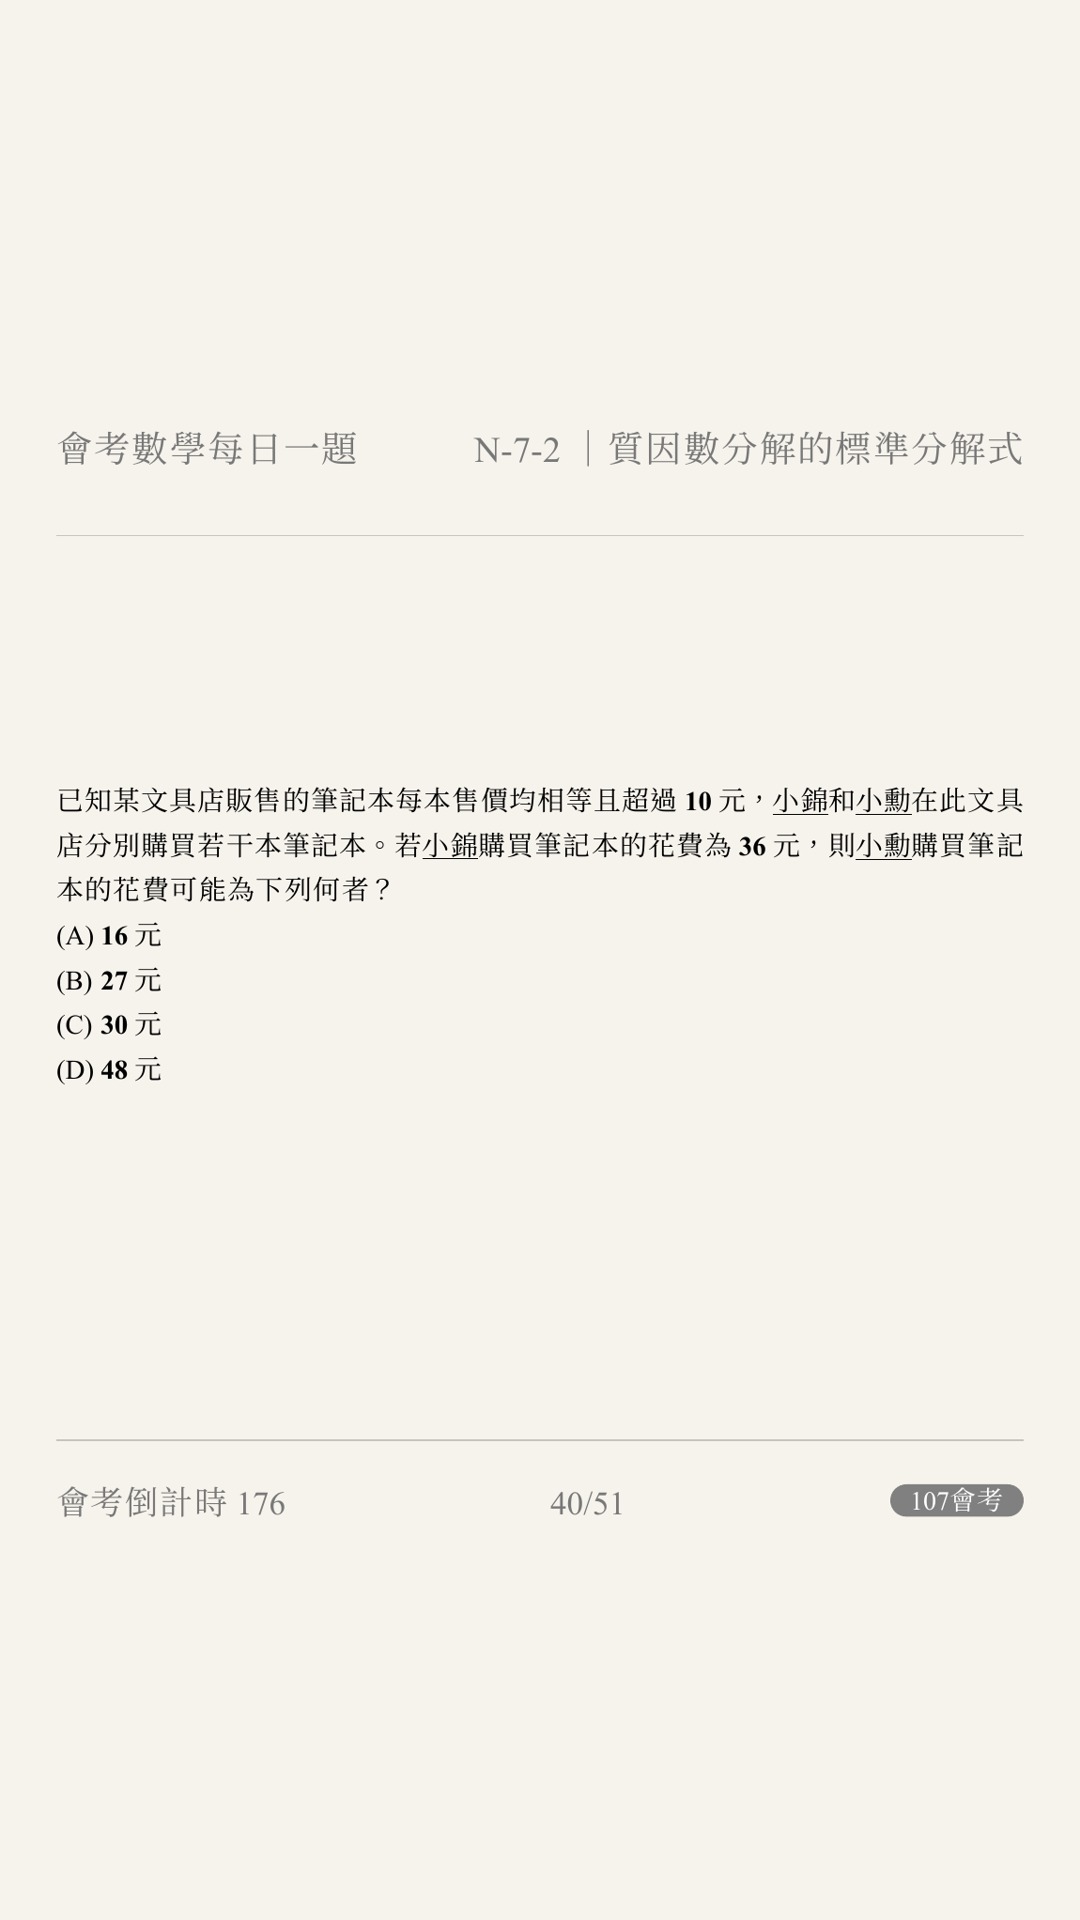 會考數學每日一題
N-7-2｜質因數分解的標準分解式
已知某文具店販售的筆記本每本售價均相等且超過 10 元，小錦和小勳在此文具
店分別購買若干本筆記本。若小錦購買筆記本的花費為 36 元，則小勳購買筆記
本的花費可能為下列何者？
(A) 16 元
(B) 27 元
(C) 30 元
(D) 48 元
會考倒計時 176
40/51
107會考